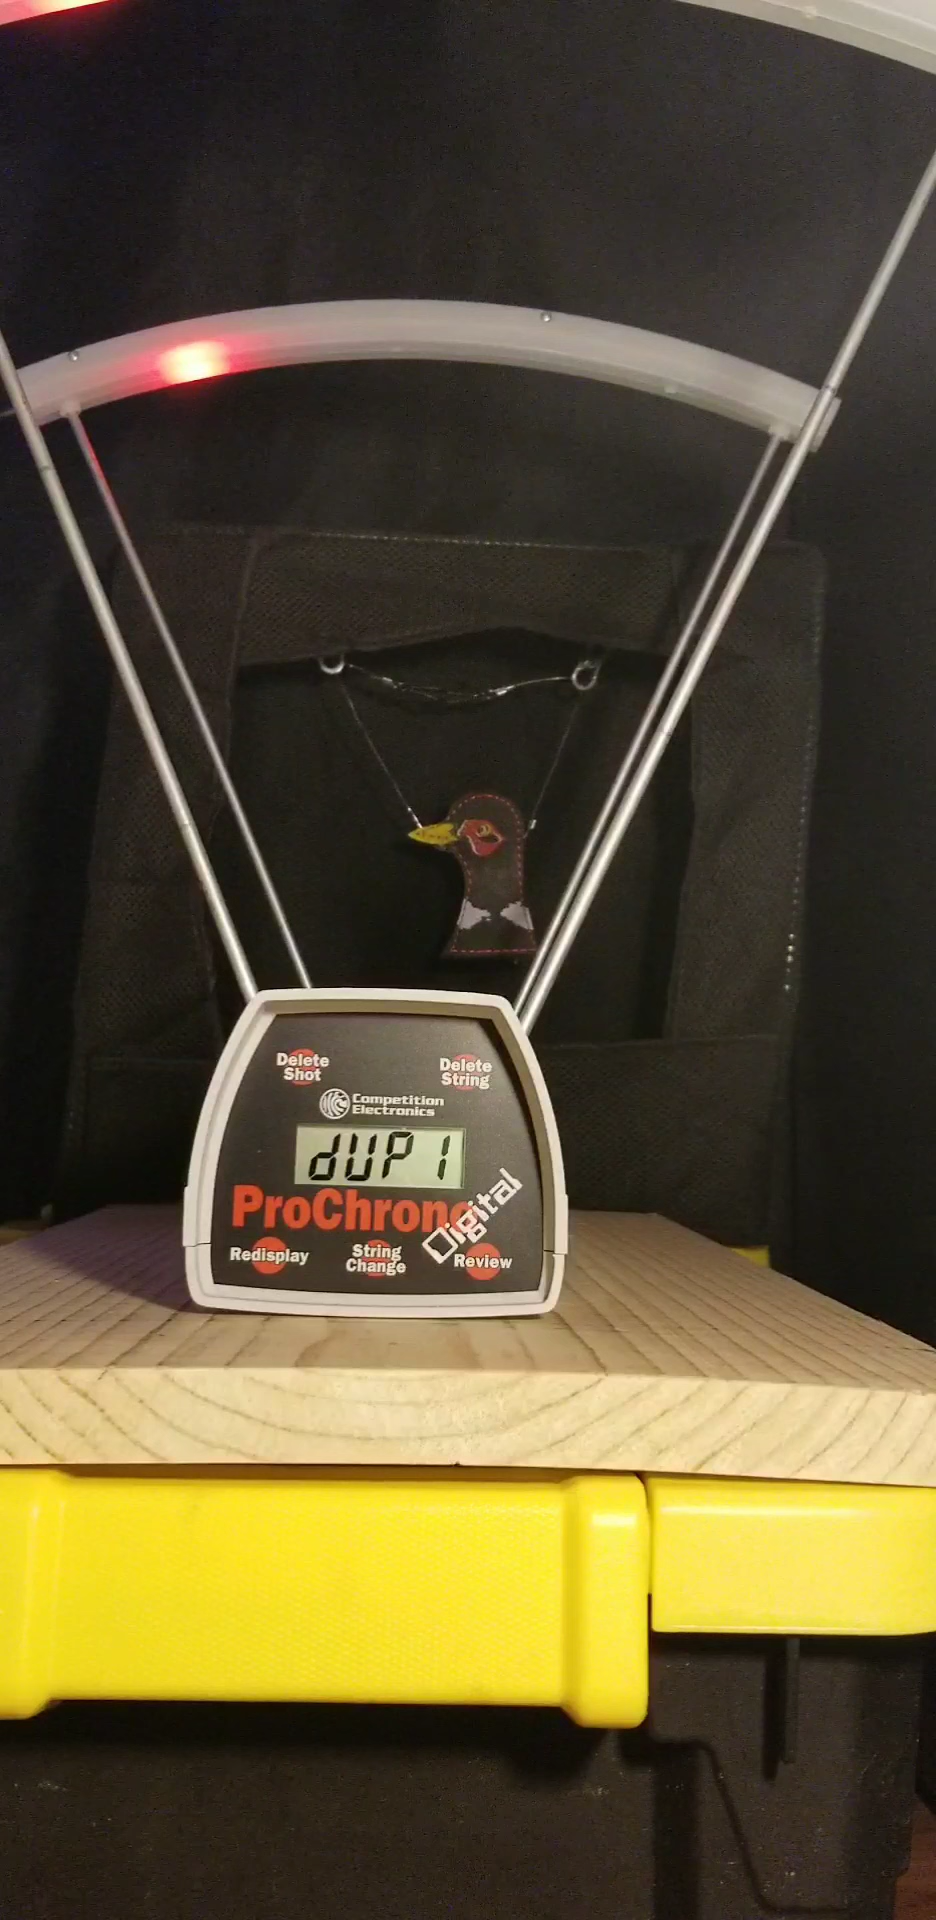 Delete
Shot
Delete
String
Competition
Electronics
dUP 1
ProChrono
Digital
Redisplay
String
Change
Review